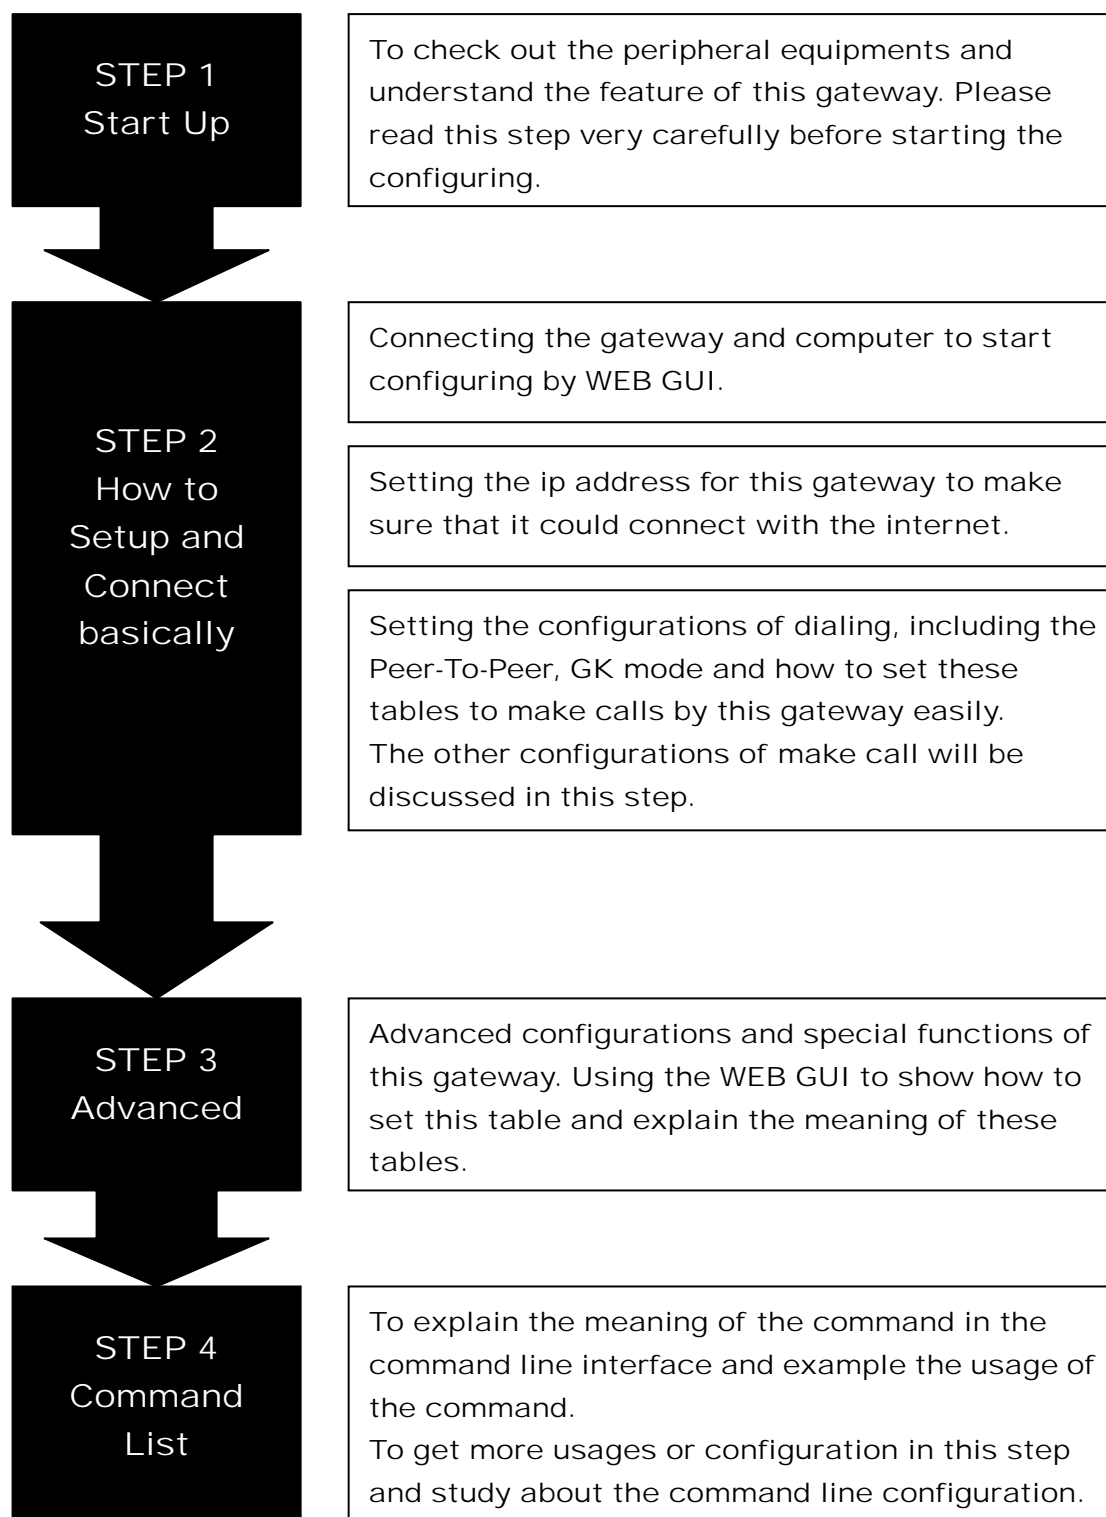 STEP 1
Start Up
To check out the peripheral equipments and
understand the feature of this gateway. Please
read this step very carefully before starting the
configuring.
STEP 2
How to
Setup and
Connect
basically
Connecting the gateway and computer to start
configuring by WEB GUI.
Setting the ip address for this gateway to make
sure that it could connect with the internet.
Setting the configurations of dialing, including the
Peer-To-Peer, GK mode and how to set these
tables to make calls by this gateway easily.
The other configurations of make call will be
discussed in this step.
STEP 3
Advanced
Advanced configurations and special functions of
this gateway. Using the WEB GUI to show how to
set this table and explain the meaning of these
tables.
STEP 4
Command
List
To explain the meaning of the command in the
command line interface and example the usage of
the command.
To get more usages or configuration in this step
and study about the command line configuration.